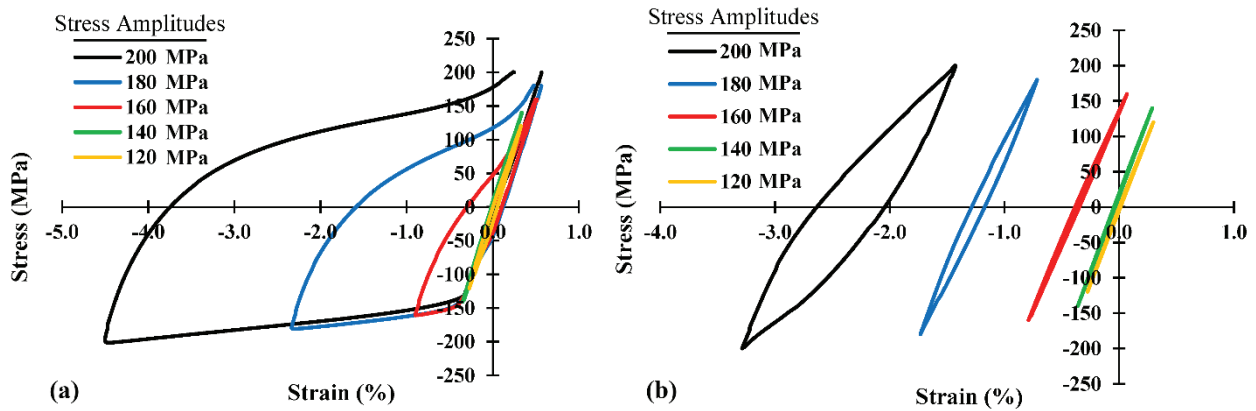 Stress Amplitudes
200 MPa
180 MPa
160 MPa
140 MPa
120 MPa
250
200
150
100
50
0
-50
-100
-150
-200
-250
-5.0 -4.0 -3.0 -2.0 -1.0 0.0 1.0
Stress (MPa)
Strain (%)
(a)
Stress Amplitudes
200 MPa
180 MPa
160 MPa
140 MPa
120 MPa
250
200
150
100
50
0
-50
-100
-150
-200
-250
-4.0 -3.0 -2.0 -1.0 0.0 1.0
Stress (MPa)
Strain (%)
(b)